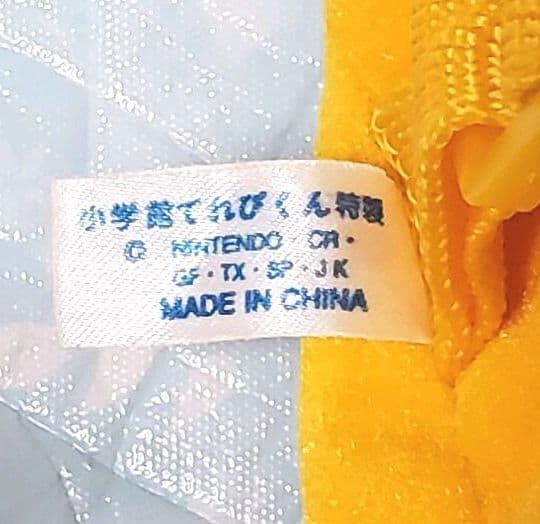 小学館てれびくん特製
© NINTENDO · CR ·
GF · TX · SP · JK
MADE IN CHINA